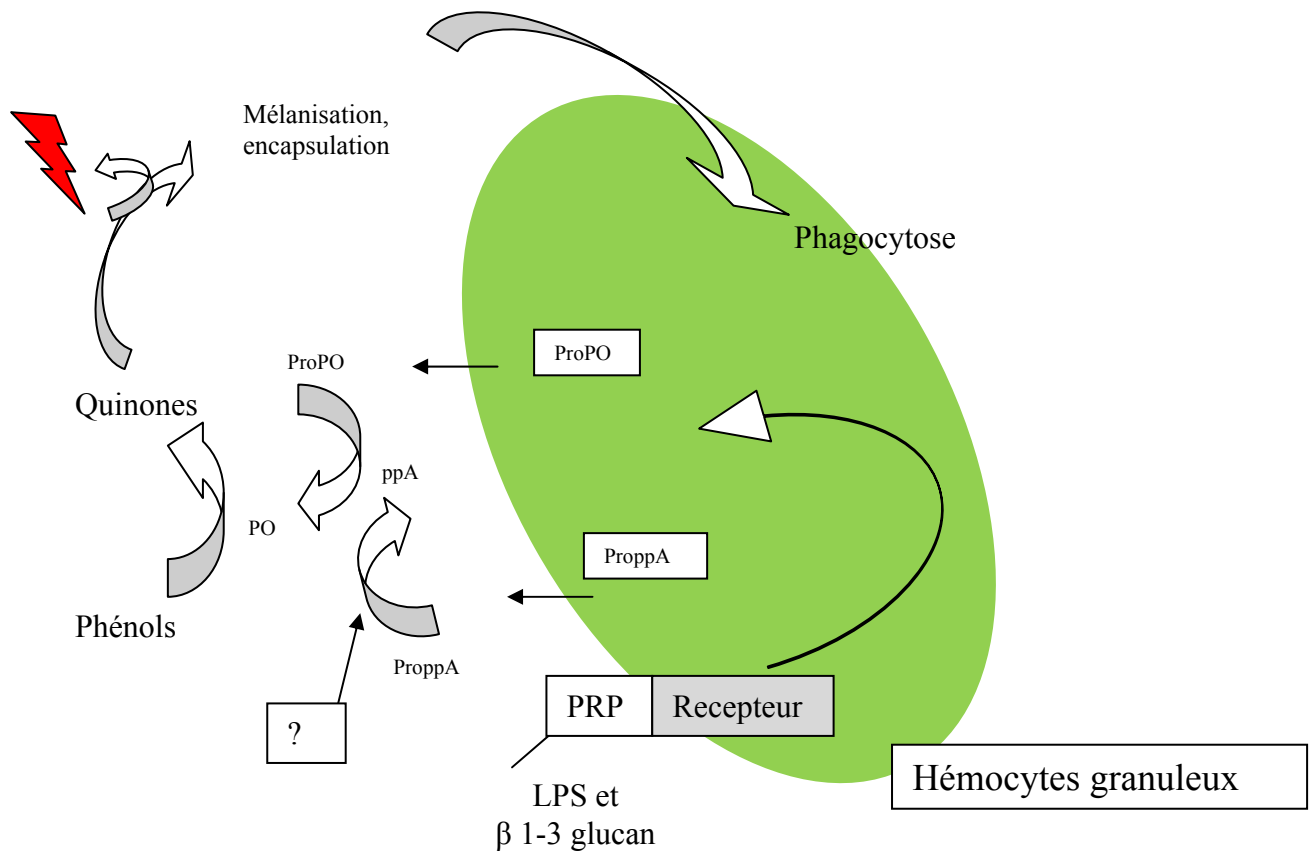 Mélanisation,
encapsulation
Phagocytose
ProPO
ProPO
Quinones
ppA
PO
ProppA
Phénols
ProppA
PRP
Recepteur
?
Hémocytes granuleux
LPS et
β 1-3 glucan